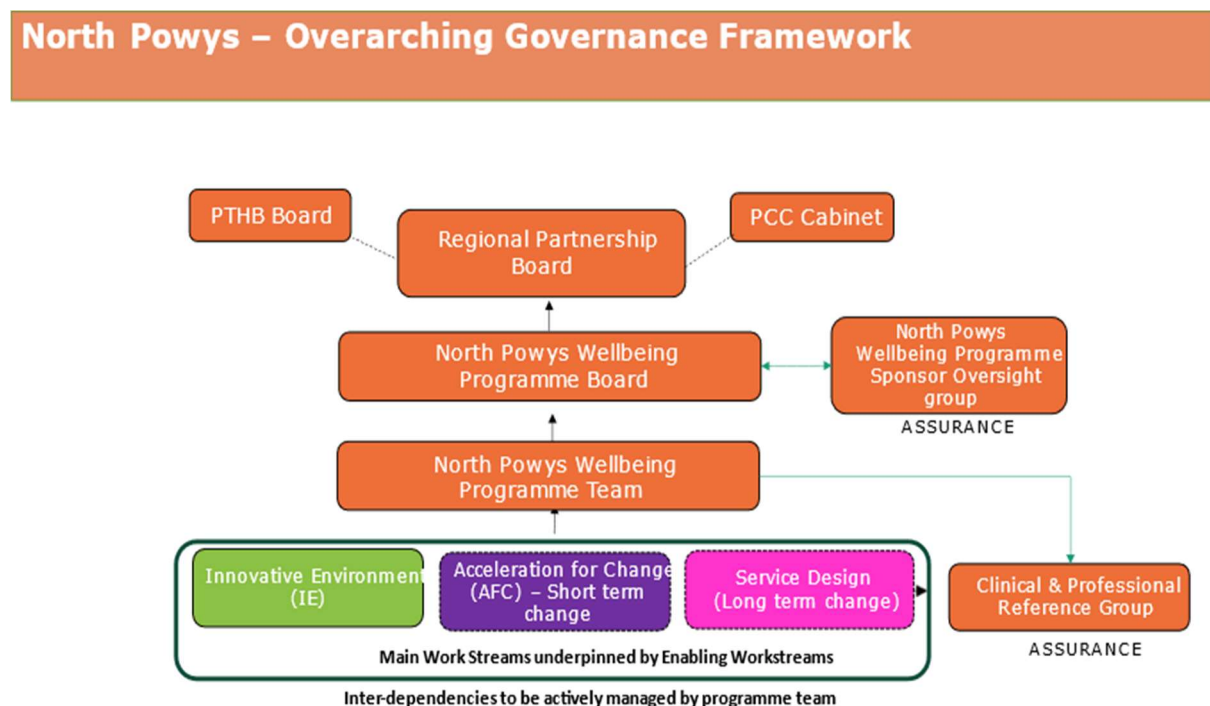 North Powys – Overarching Governance Framework
PTHB Board
Regional Partnership
Board
PCC Cabinet
North Powys Wellbeing
Programme Board
North Powys
Wellbeing Programme
Sponsor Oversight
group
ASSURANCE
North Powys Wellbeing
Programme Team
Innovative Environment
(IE)
Acceleration for Change
(AFC) – Short term
change
Service Design
(Long term change)
Clinical & Professional
Reference Group
ASSURANCE
Main Work Streams underpinned by Enabling Workstreams
Inter-dependencies to be actively managed by programme team